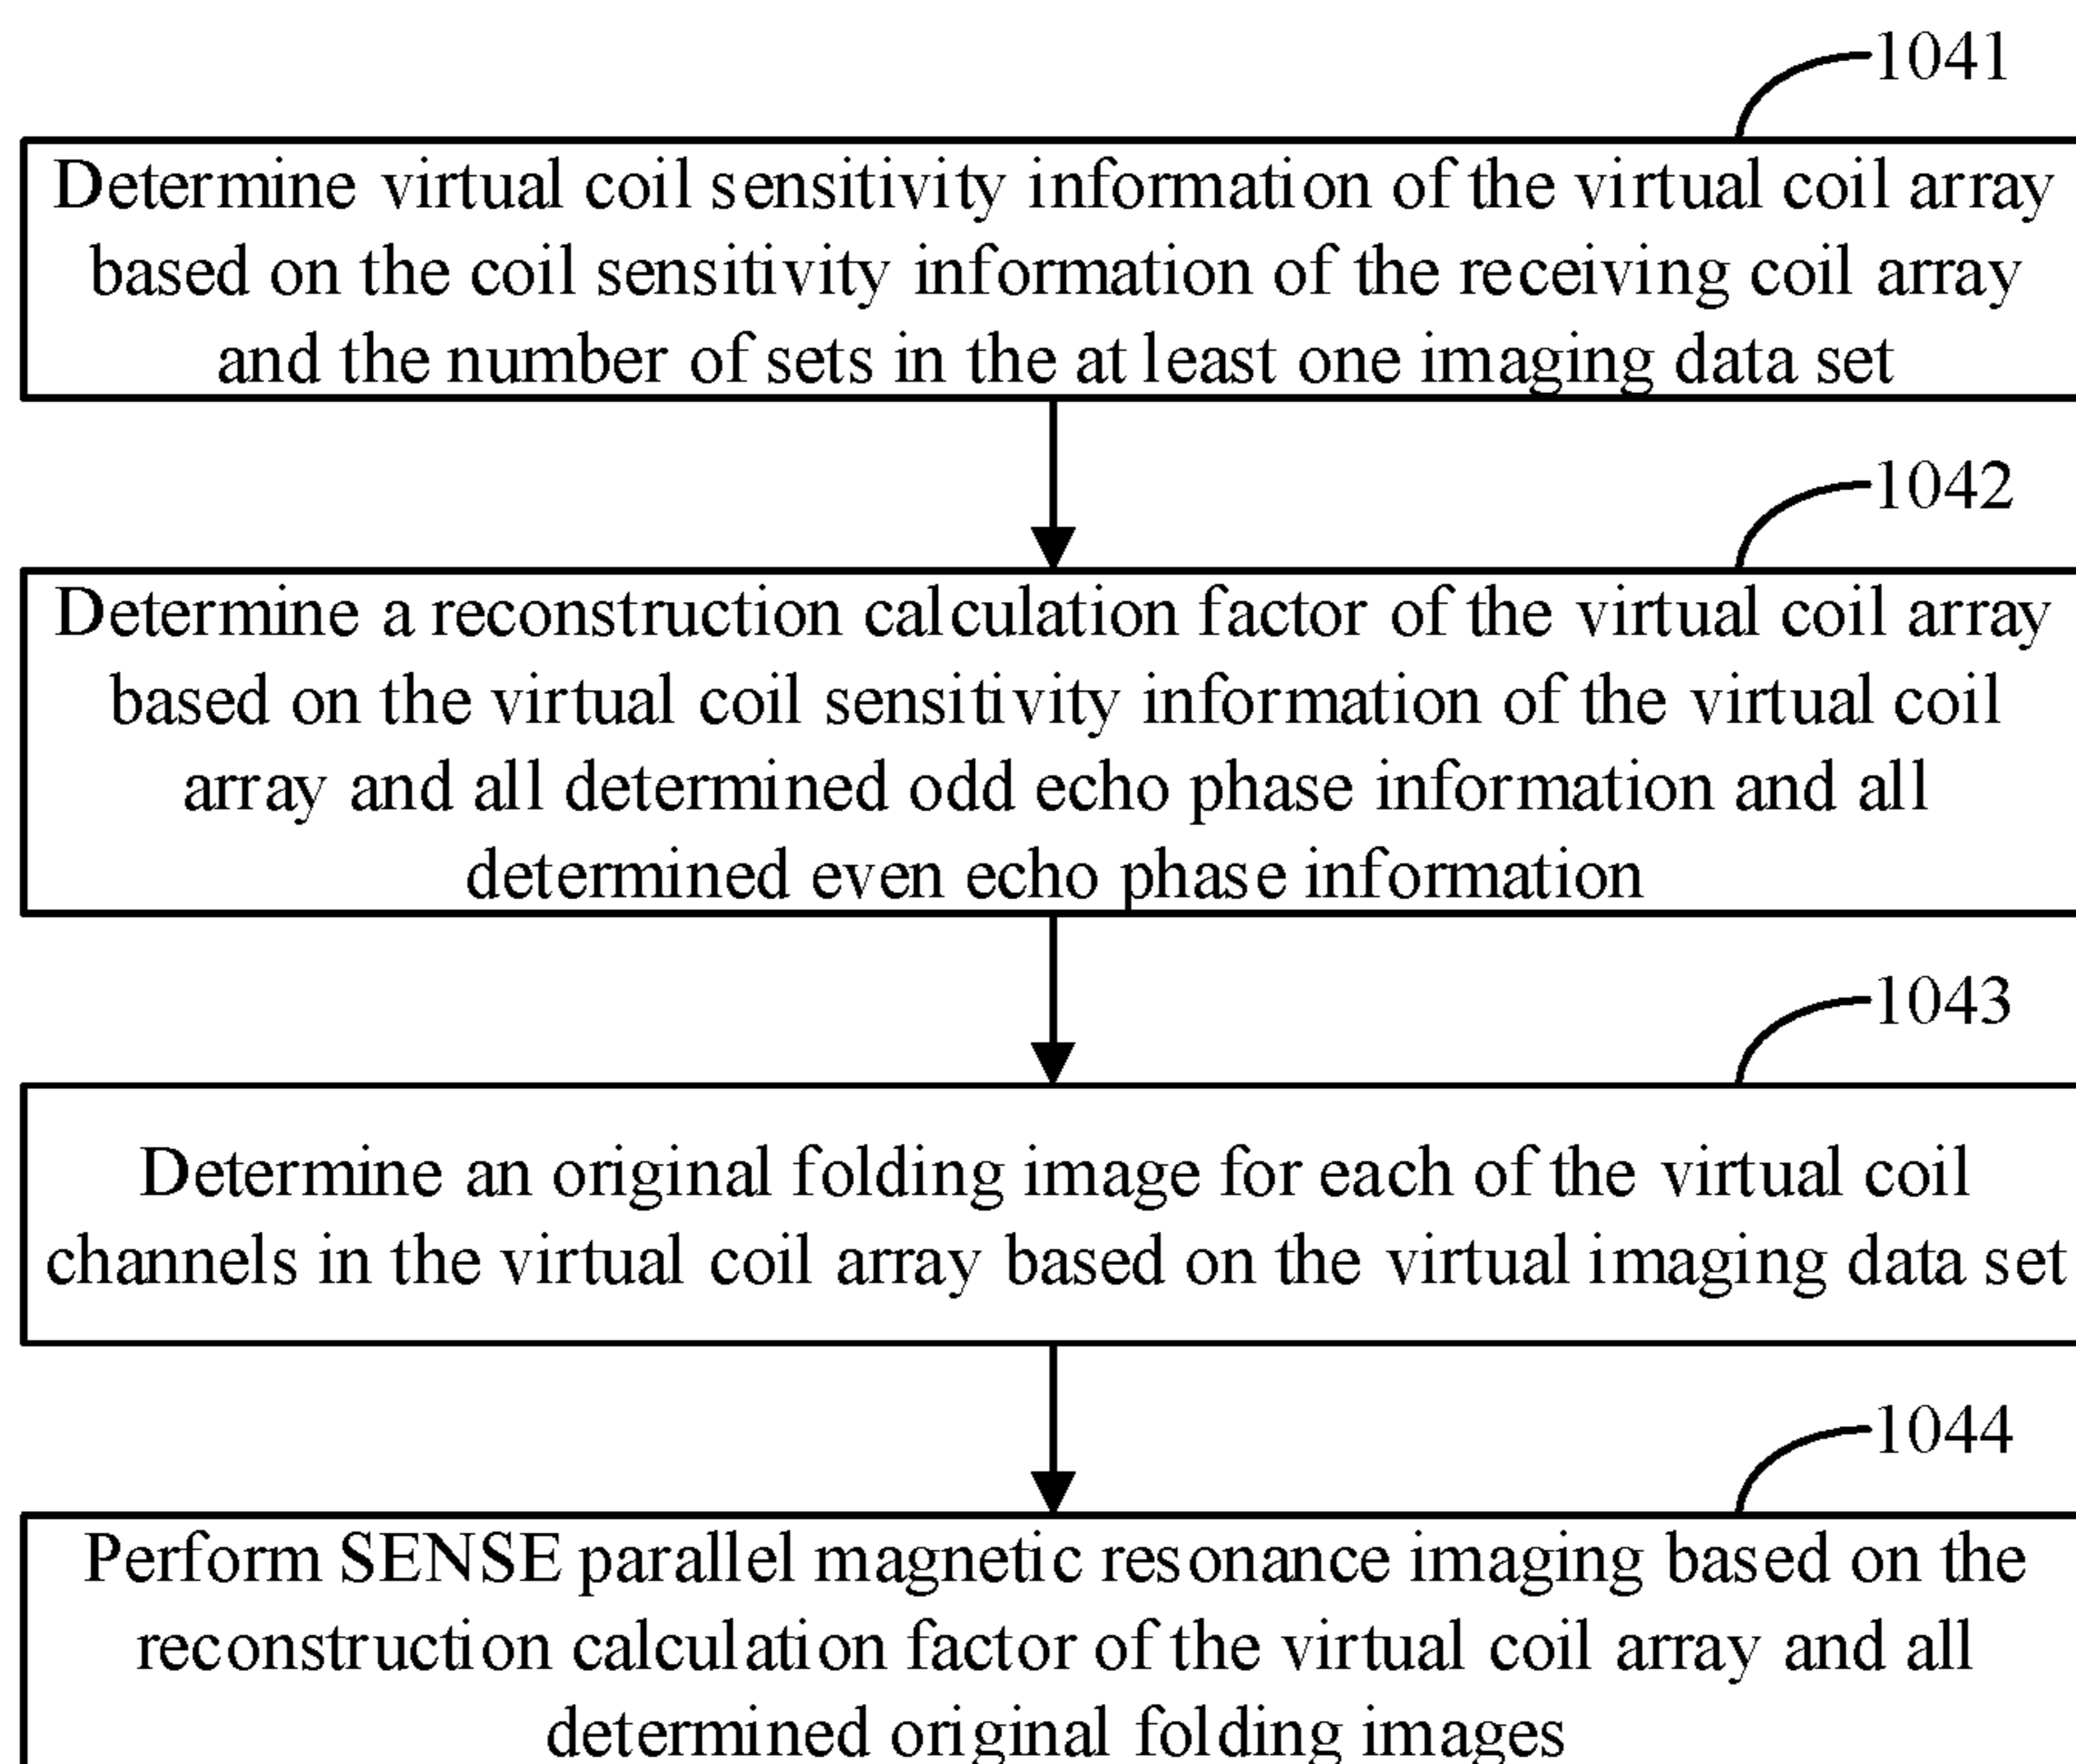 1041
Determine virtual coil sensitivity information of the virtual coil array
based on the coil sensitivity information of the receiving coil array
and the number of sets in the at least one imaging data set
1042
Determine a reconstruction calculation factor of the virtual coil array
based on the virtual coil sensitivity information of the virtual coil
array and all determined odd echo phase information and all
determined even echo phase information
1043
Determine an original folding image for each of the virtual coil
channels in the virtual coil array based on the virtual imaging data set
1044
Perform SENSE parallel magnetic resonance imaging based on the
reconstruction calculation factor of the virtual coil array and all
determined original folding images